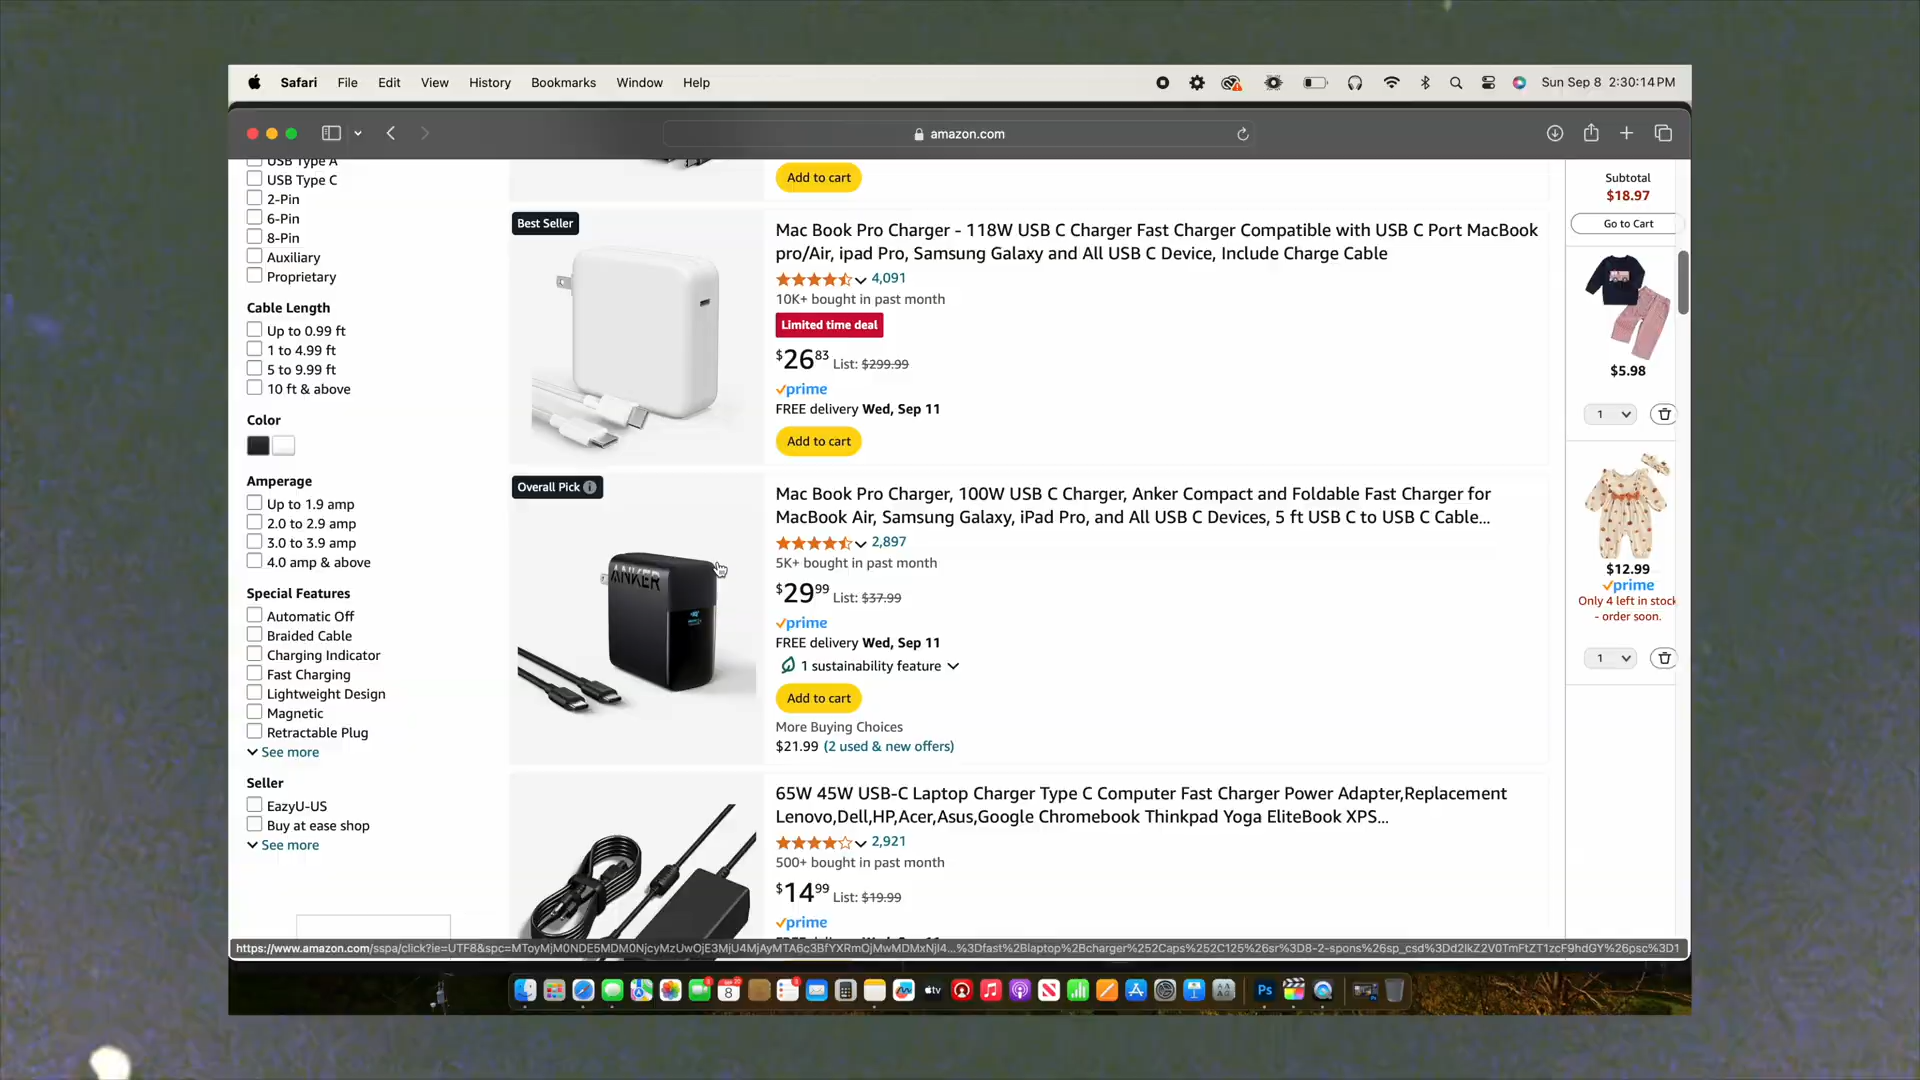 Safari File Edit View History Bookmarks Window Help
Sun Sep 8 2:30:14 PM
amazon.com
USB Type A
USB Type C
2-Pin
6-Pin
8-Pin
Auxiliary
Proprietary
Cable Length
Up to 0.99 ft
1 to 4.99 ft
5 to 9.99 ft
10 ft & above
Color
Amperage
Up to 1.9 amp
2.0 to 2.9 amp
3.0 to 3.9 amp
4.0 amp & above
Special Features
Automatic Off
Braided Cable
Charging Indicator
Fast Charging
Lightweight Design
Magnetic
Retractable Plug
See more
Seller
EazyU-US
Buy at ease shop
See more
Add to cart
Best Seller
Mac Book Pro Charger - 118W USB C Charger Fast Charger Compatible with USB C Port MacBook
pro/Air, ipad Pro, Samsung Galaxy and All USB C Device, Include Charge Cable
4,091
10K+ bought in past month
Limited time deal
$26 83 List: $299.99
prime
FREE delivery Wed, Sep 11
Add to cart
Overall Pick
ANKER
Mac Book Pro Charger, 100W USB C Charger, Anker Compact and Foldable Fast Charger for
MacBook Air, Samsung Galaxy, iPad Pro, and All USB C Devices, 5 ft USB C to USB C Cable...
2,897
5K+ bought in past month
$29 99 List: $37.99
prime
FREE delivery Wed, Sep 11
1 sustainability feature
Add to cart
More Buying Choices
$21.99 (2 used & new offers)
65W 45W USB-C Laptop Charger Type C Computer Fast Charger Power Adapter,Replacement
Lenovo,Dell,HP,Acer,Asus,Google Chromebook Thinkpad Yoga EliteBook XPS...
2,921
500+ bought in past month
$14 99 List: $19.99
prime
Subtotal
$18.97
Go to Cart
$5.98
1
$12.99
prime
Only 4 left in stock
- order soon.
1
8
tv
Ps